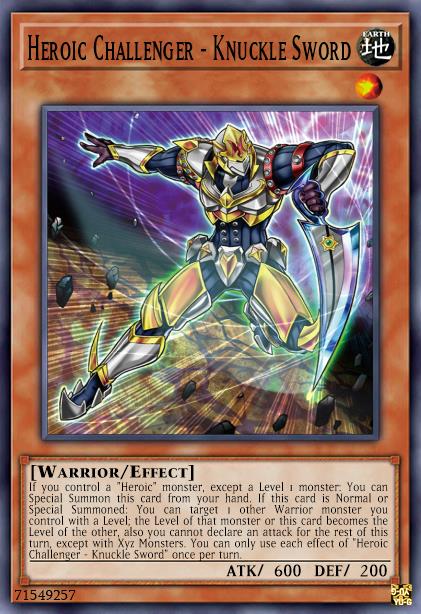 HEROIC CHALLENGER - KNUCKLE SWORD
EARTH
地
[WARRIOR/EFFECT]
If you control a "Heroic" monster, except a Level 1 monster: You can
Special Summon this card from your hand. If this card is Normal or
Special Summoned: You can target 1 other Warrior monster you
control with a Level; the Level of that monster or this card becomes
the Level of the other, also you cannot declare an attack for the rest of this
turn, except with Xyz Monsters. You can only use each effect of "Heroic
Challenger - Knuckle Sword" once per turn.
ATK/ 600 DEF/ 200
71549257